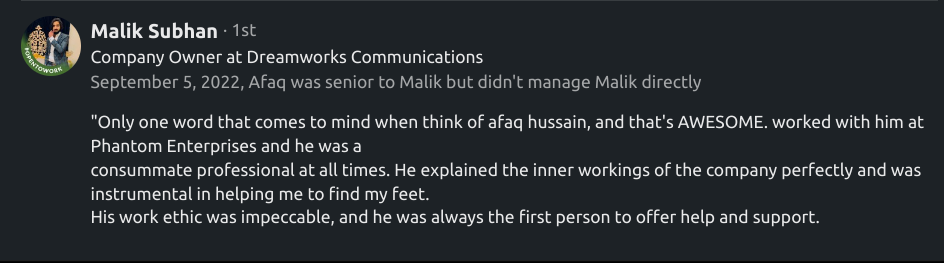 Malik Subhan · 1st
Company Owner at Dreamworks Communications
September 5, 2022, Afaq was senior to Malik but didn't manage Malik directly
"Only one word that comes to mind when think of afaq hussain, and that's AWESOME. worked with him at
Phantom Enterprises and he was a
consummate professional at all times. He explained the inner workings of the company perfectly and was
instrumental in helping me to find my feet.
His work ethic was impeccable, and he was always the first person to offer help and support.
#OPENTOWORK